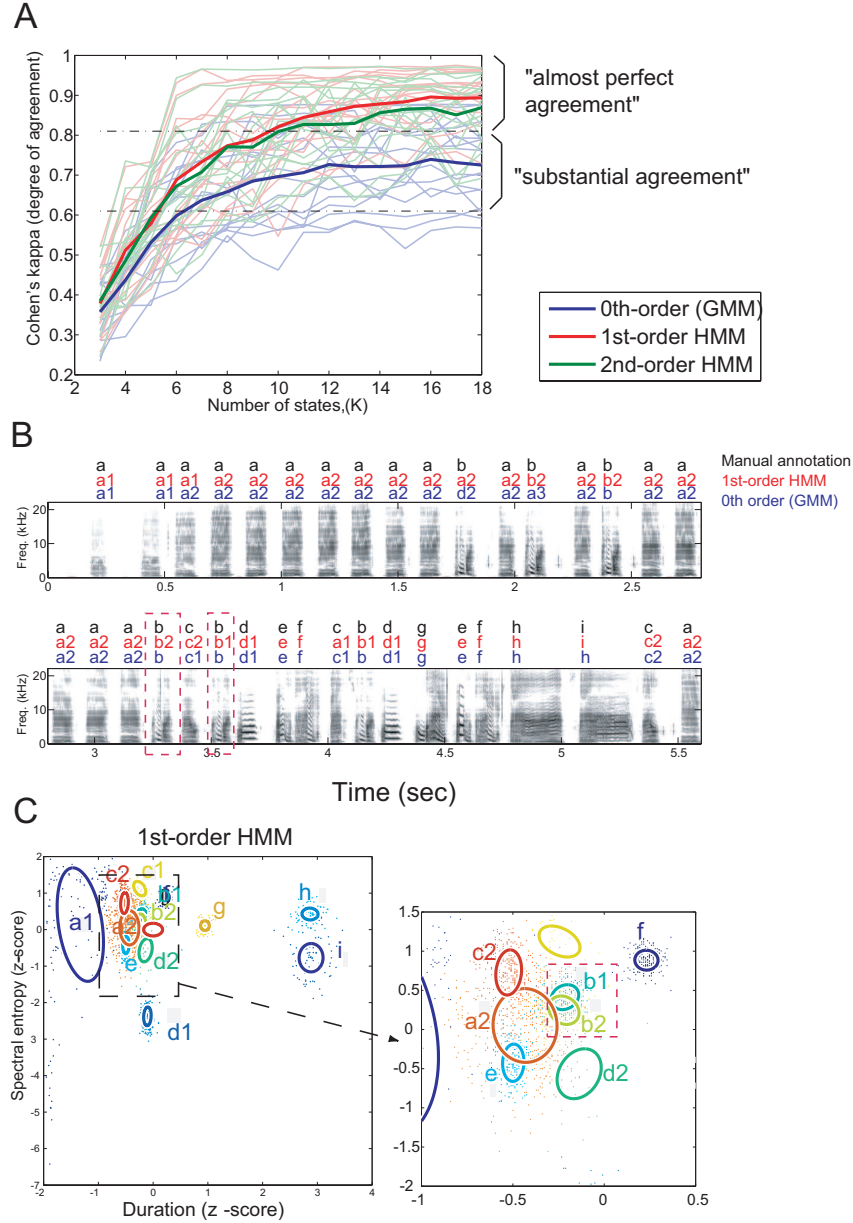 A
Cohen's kappa (degree of agreement)
1
0.9
0.8
0.7
0.6
0.5
0.4
0.3
0.2
2 4 6 8 10 12 14 16 18
Number of states,(K)
"almost perfect
agreement"
"substantial agreement"
0th-order (GMM)
1st-order HMM
2nd-order HMM
B
a a a a a a a a a a b a b a b a a
a1 a1 a1 a2 a2 a2 a2 a2 a2 a2 a2 a2 b2 a2 b2 a2 a2
a1 a1 a2 a2 a2 a2 a2 a2 a2 a2 d2 a2 a3 a2 b a2 a2
Manual annotation
1st-order HMM
0th order (GMM)
Freq. (kHz)
20
10
0
0 0.5 1 1.5 2 2.5
a a a b c b d e f c b d g e f h i c a
a2 a2 a2 b2 c2 b1 d1 e f a1 b1 d1 g e f h i c2 a2
a2 a2 a2 b c1 b d1 e f c1 b d1 g e f h h c2 a2
Freq. (kHz)
20
10
0
3 3.5 4 4.5 5 5.5
Time (sec)
C
1st-order HMM
Spectral entropy (z-score)
2
1
0
-1
-2
-3
-4
-5
-6
-7
-2 -1 0 1 2 3 4
Duration (z -score)
c2 c1
f
b1
b2
a1
a2
e
d2
d1
g
h
i
1.5
1
0.5
0
-0.5
-1
-1.5
-2
-1 -0.5 0 0.5
f
c2
b1
b2
a2
e
d2